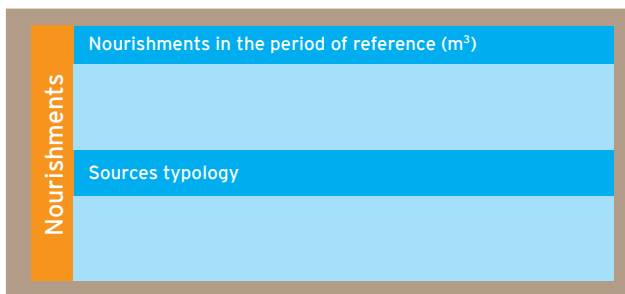 Nourishments
Nourishments in the period of reference (m³)
Sources typology